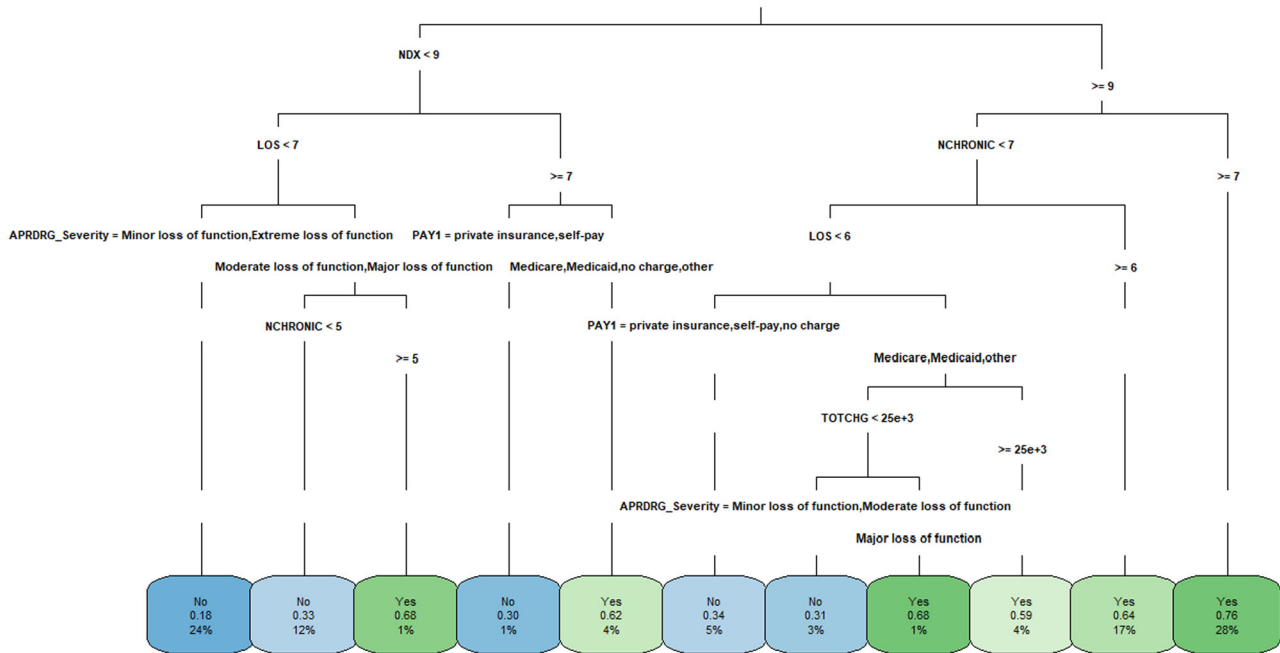 NDX < 9
>= 9
LOS < 7
NCHRONIC < 7
>= 7
>= 7
APRDRG_Severity = Minor loss of function,Extreme loss of function
PAY1 = private insurance,self-pay
LOS < 6
Moderate loss of function,Major loss of function
Medicare,Medicaid,no charge,other
>= 6
NCHRONIC < 5
PAY1 = private insurance,self-pay,no charge
>= 5
Medicare,Medicaid,other
TOTCHG < 25e+3
>= 25e+3
APRDRG_Severity = Minor loss of function,Moderate loss of function
Major loss of function
No
0.18
24%
No
0.33
12%
Yes
0.68
1%
No
0.30
1%
Yes
0.62
4%
No
0.34
5%
No
0.31
3%
Yes
0.68
1%
Yes
0.59
4%
Yes
0.64
17%
Yes
0.76
28%